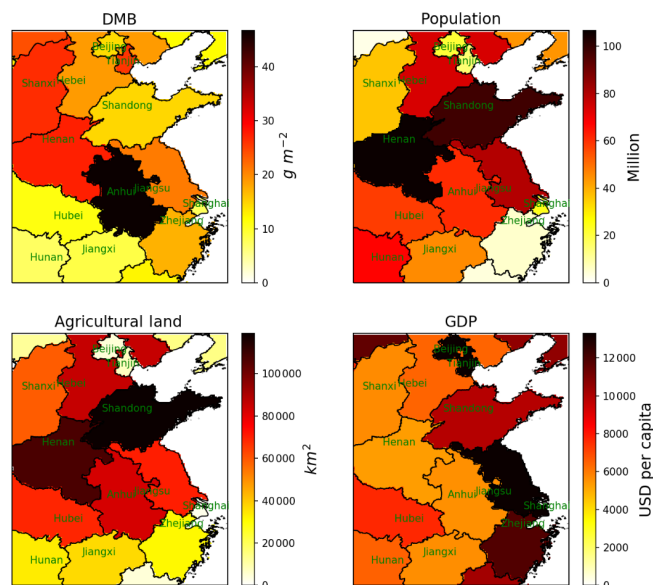 DMB
Beijing
Tianjin
Shanxi
Hebei
Shandong
Henan
Anhui
Jiangsu
Hubei
Shanghai
Zhejiang
Hunan
Jiangxi
40
30
20
10
0
g m⁻²
Population
Beijing
Tianjin
Shanxi
Hebei
Shandong
Henan
Anhui
Jiangsu
Hubei
Shanghai
Zhejiang
Hunan
Jiangxi
100
80
60
40
20
0
Million
Agricultural land
Beijing
Tianjin
Shanxi
Hebei
Shandong
Henan
Anhui
Jiangsu
Hubei
Shanghai
Zhejiang
Hunan
Jiangxi
100000
80000
60000
40000
20000
0
km²
GDP
Beijing
Tianjin
Shanxi
Hebei
Shandong
Henan
Anhui
Jiangsu
Hubei
Shanghai
Zhejiang
Hunan
Jiangxi
12000
10000
8000
6000
4000
2000
0
USD per capita